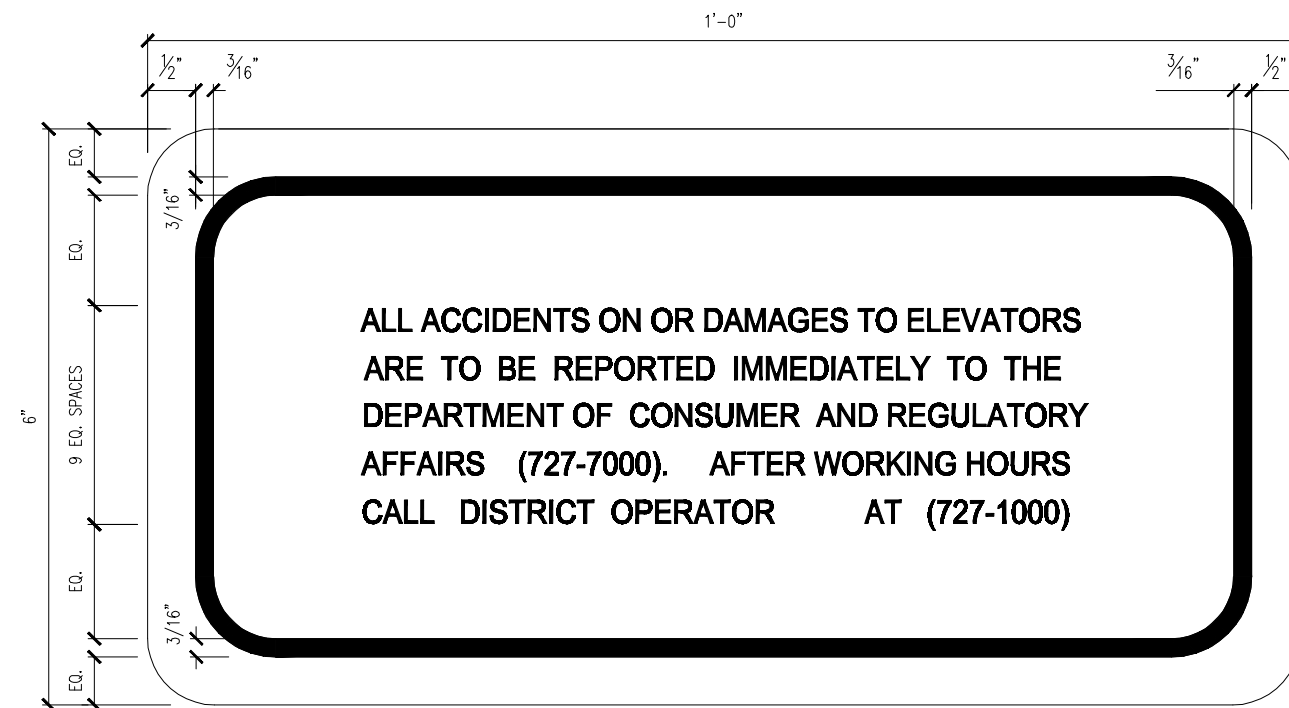 1'-0"
½" 3/16" 3/16" ½"
EQ.
3/16"
EQ.
ALL ACCIDENTS ON OR DAMAGES TO ELEVATORS
ARE TO BE REPORTED IMMEDIATELY TO THE
DEPARTMENT OF CONSUMER AND REGULATORY
AFFAIRS (727-7000). AFTER WORKING HOURS
CALL DISTRICT OPERATOR AT (727-1000)
6"
9 EQ. SPACES
EQ.
3/16"
EQ.